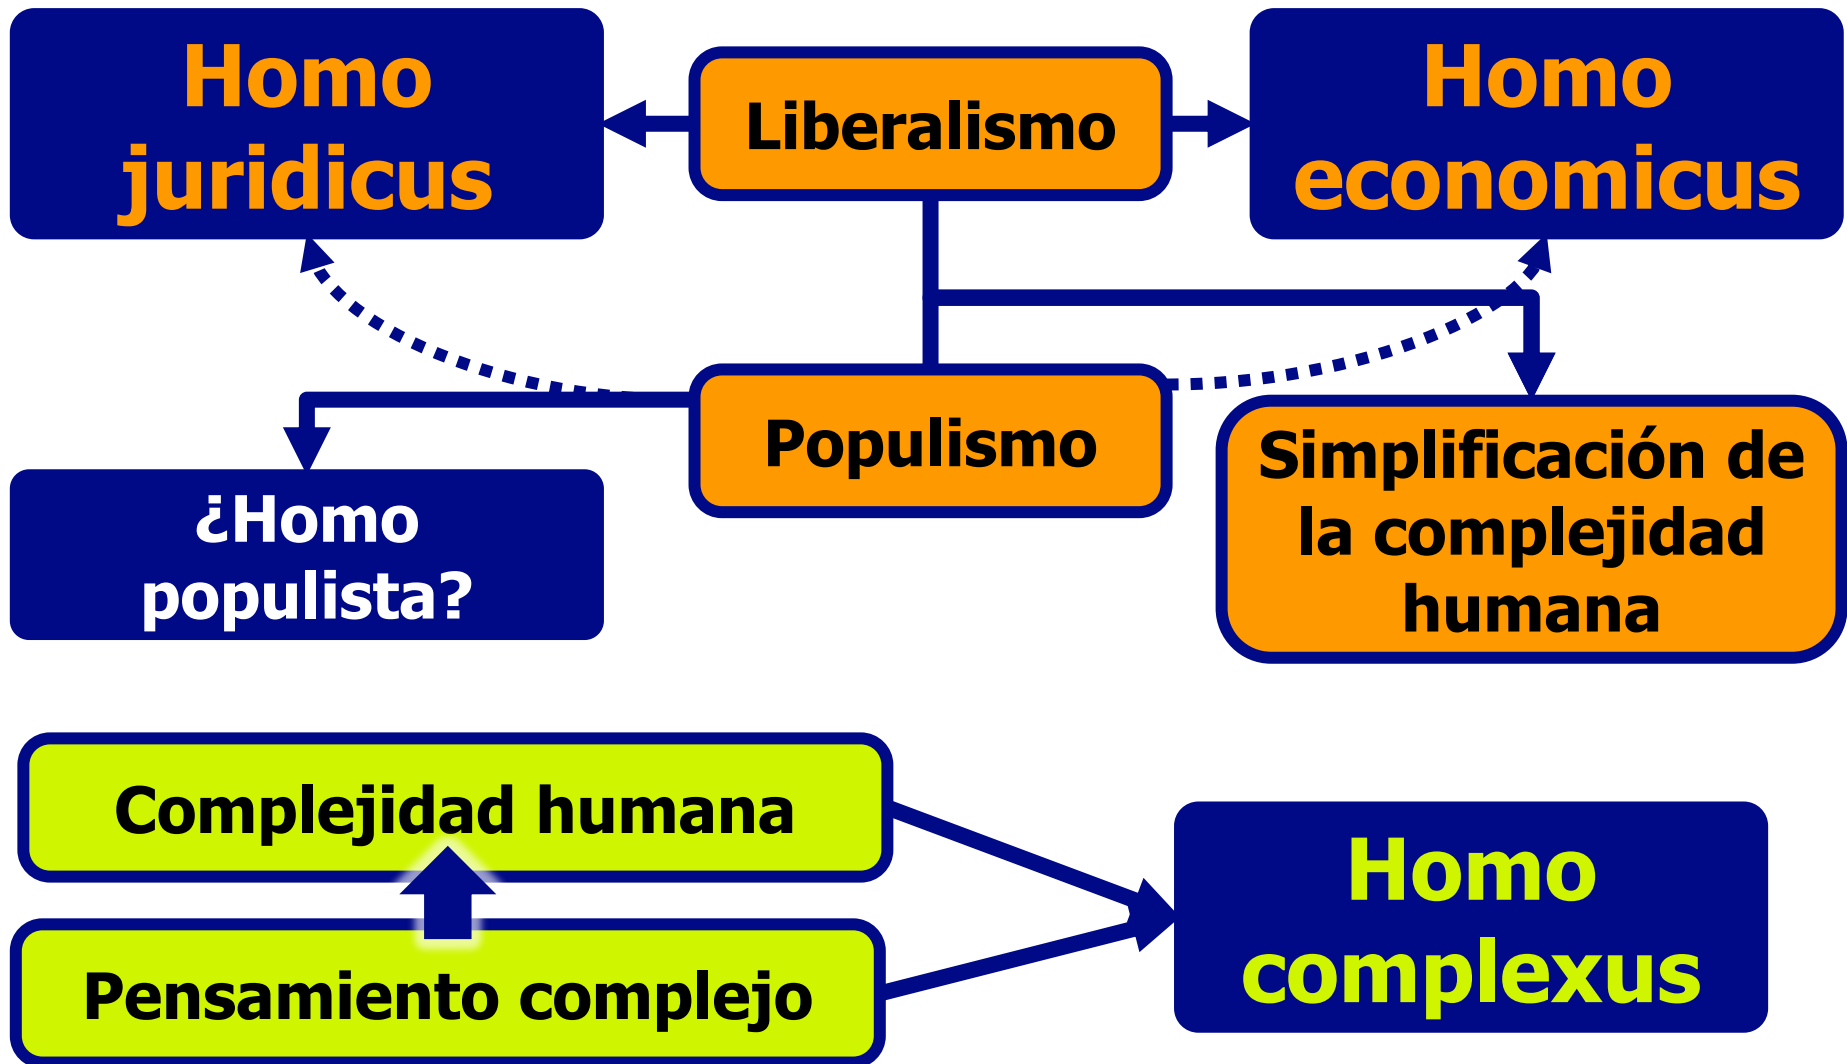 Homo
juridicus
Liberalismo
Homo
economicus
Populismo
¿Homo
populista?
Simplificación de
la complejidad
humana
Complejidad humana
Pensamiento complejo
Homo
complexus